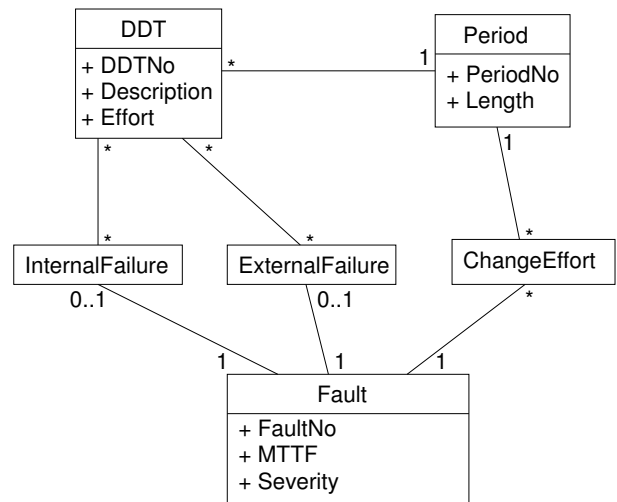 DDT
+ DDTNo
+ Description
+ Effort
Period
+ PeriodNo
+ Length
*
1
*
*
1
*
*
*
InternalFailure
ExternalFailure
ChangeEffort
0..1
0..1
*
1
1
1
Fault
+ FaultNo
+ MTTF
+ Severity